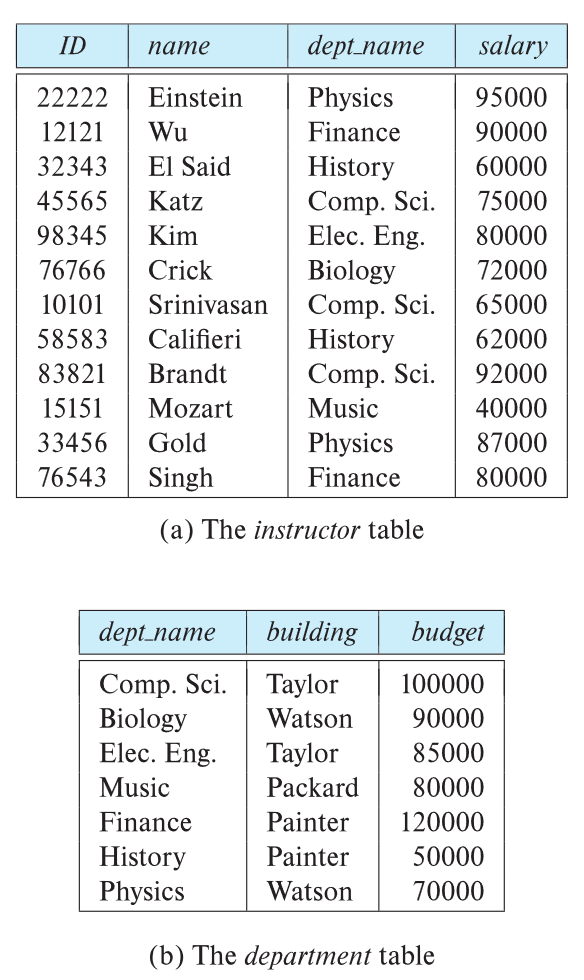 ID name dept_name salary
22222 Einstein Physics 95000
12121 Wu Finance 90000
32343 El Said History 60000
45565 Katz Comp. Sci. 75000
98345 Kim Elec. Eng. 80000
76766 Crick Biology 72000
10101 Srinivasan Comp. Sci. 65000
58583 Califieri History 62000
83821 Brandt Comp. Sci. 92000
15151 Mozart Music 40000
33456 Gold Physics 87000
76543 Singh Finance 80000
(a) The instructor table
dept_name building budget
Comp. Sci. Taylor 100000
Biology Watson 90000
Elec. Eng. Taylor 85000
Music Packard 80000
Finance Painter 120000
History Painter 50000
Physics Watson 70000
(b) The department table